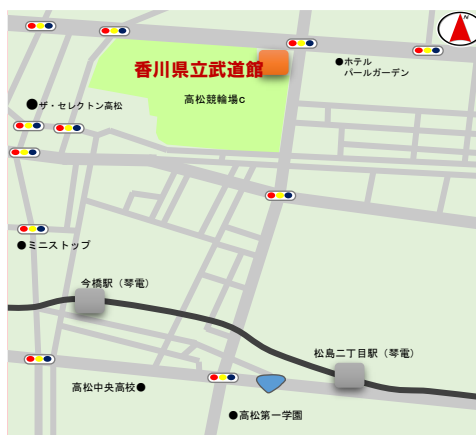 N
香川県立武道館
ホテル
パールガーデン
高松競輪場c
ザ・セレクトン高松
ミニストップ
今橋駅（琴電）
松島二丁目駅（琴電）
高松中央高校
高松第一学園